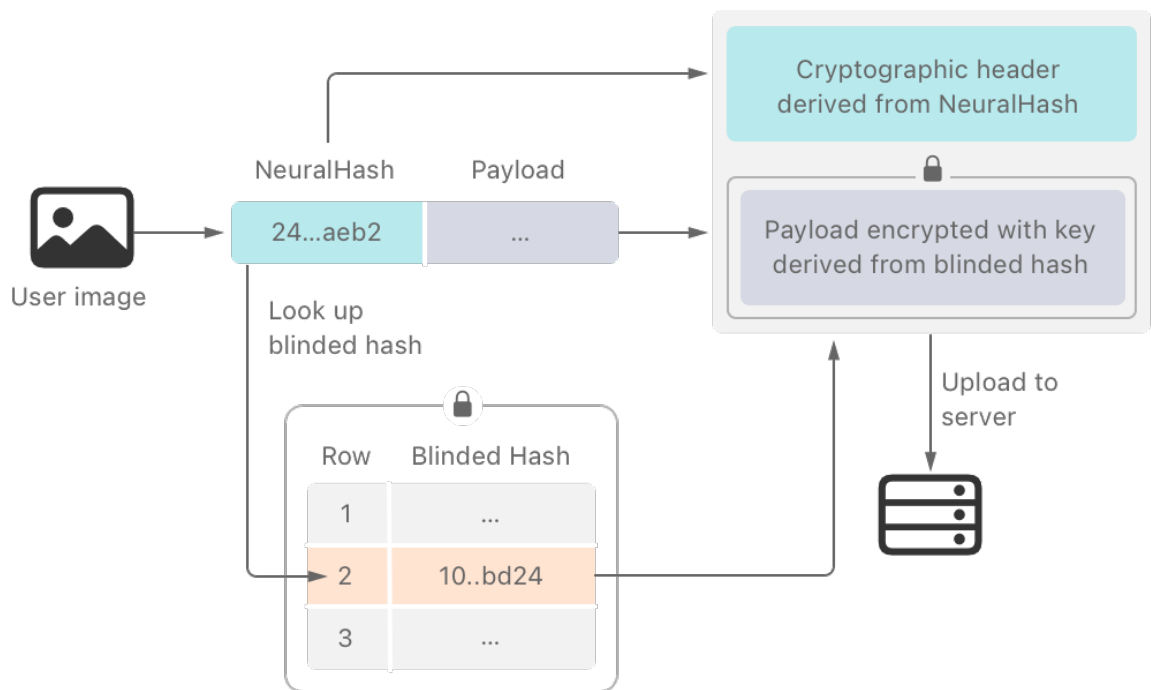 Cryptographic header
derived from NeuralHash
NeuralHash
Payload
24...aeb2
...
Payload encrypted with key
derived from blinded hash
User image
Look up
blinded hash
Upload to
server
Row
Blinded Hash
1
...
2
10..bd24
3
...